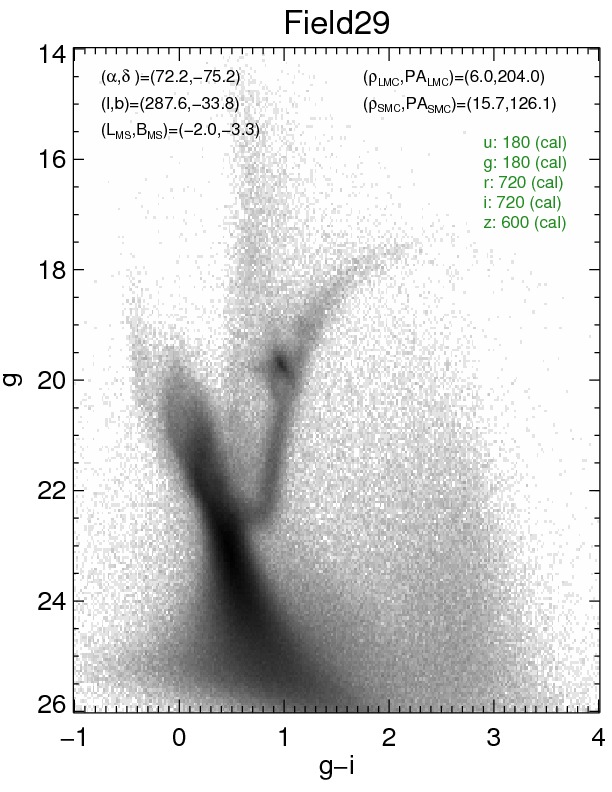 Field29
(α,δ )=(72.2,−75.2)
(ρLMC,PALMC)=(6.0,204.0)
(l,b)=(287.6,−33.8)
(ρSMC,PASMC)=(15.7,126.1)
(LMS,BMS)=(−2.0,−3.3)
u: 180 (cal)
g: 180 (cal)
r: 720 (cal)
i: 720 (cal)
z: 600 (cal)
14
16
18
20
22
24
26
g
−1 0 1 2 3 4
g−i